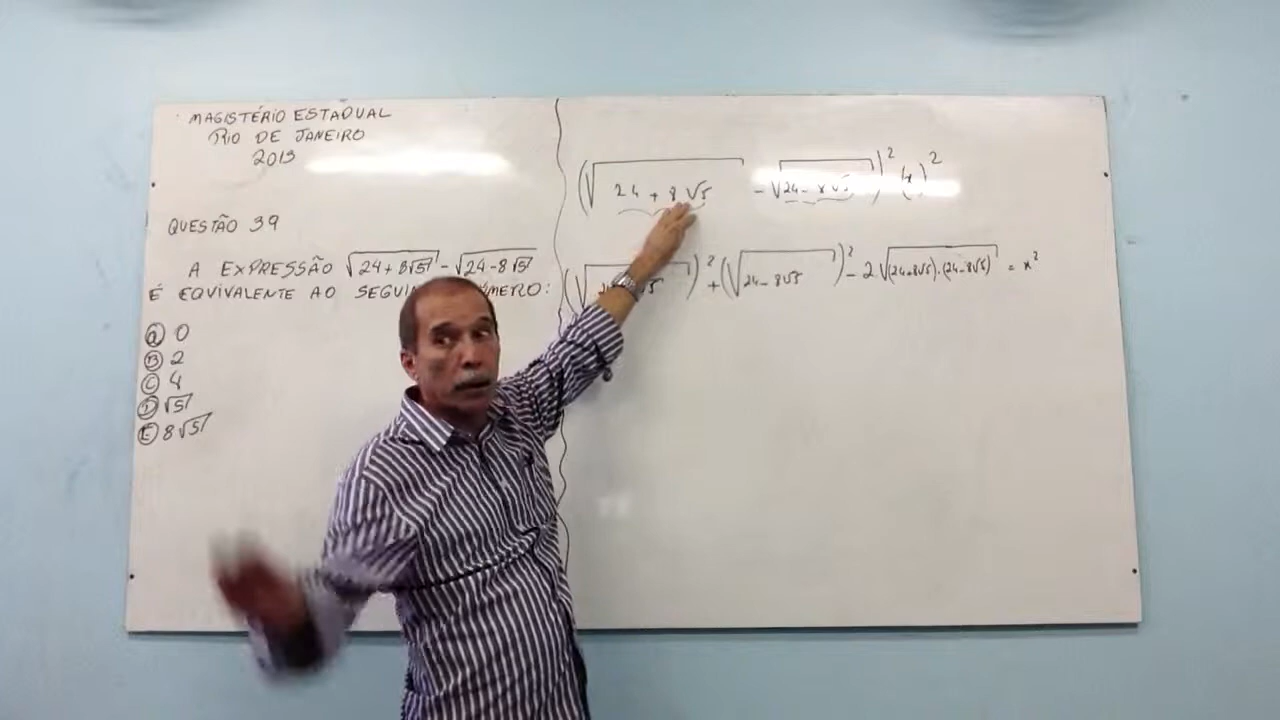 MAGISTÉRIO ESTADUAL
RIO DE JANEIRO
2013
QUESTÃO 39
A EXPRESSÃO √24+8√5 - √24-8√5
É EQUIVALENTE AO NÚMERO:
A 0
B 2
C 4
D √5
E 8√5
(√24 + 8√5 - √24 - 8√5)² (x)²
)² + (√24 - 8√5)² - 2√(24+8√5).(24-8√5) = x²